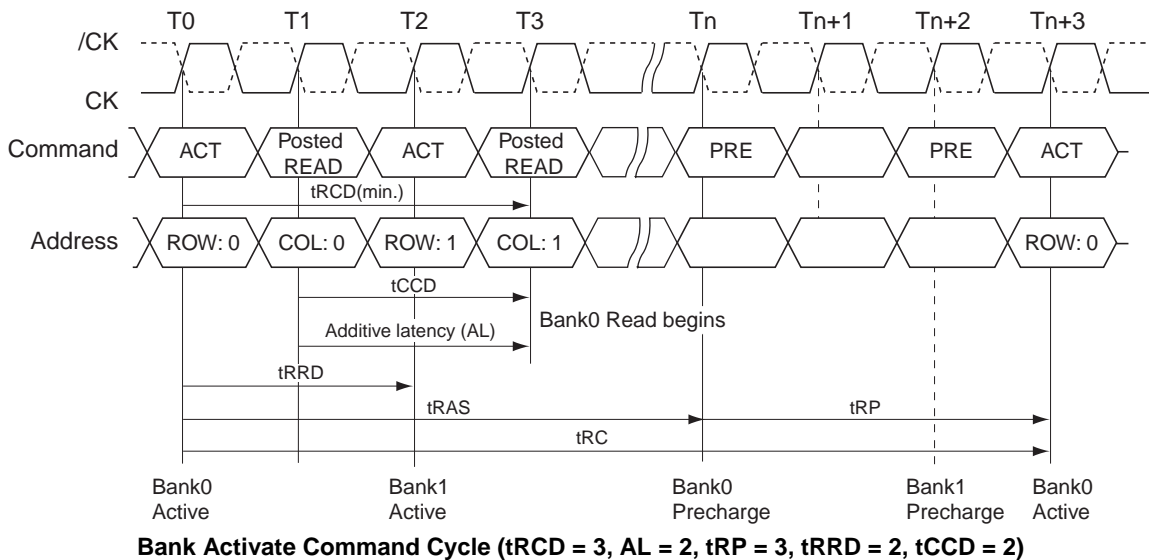 T0 T1 T2 T3 Tn Tn+1 Tn+2 Tn+3
/CK
CK
Command ACT Posted READ ACT Posted READ PRE PRE ACT
tRCD(min.)
Address ROW: 0 COL: 0 ROW: 1 COL: 1 ROW: 0
tCCD
Bank0 Read begins
Additive latency (AL)
tRRD
tRAS tRP
tRC
Bank0 Active Bank1 Active Bank0 Precharge Bank1 Precharge Bank0 Active
Bank Activate Command Cycle (tRCD = 3, AL = 2, tRP = 3, tRRD = 2, tCCD = 2)